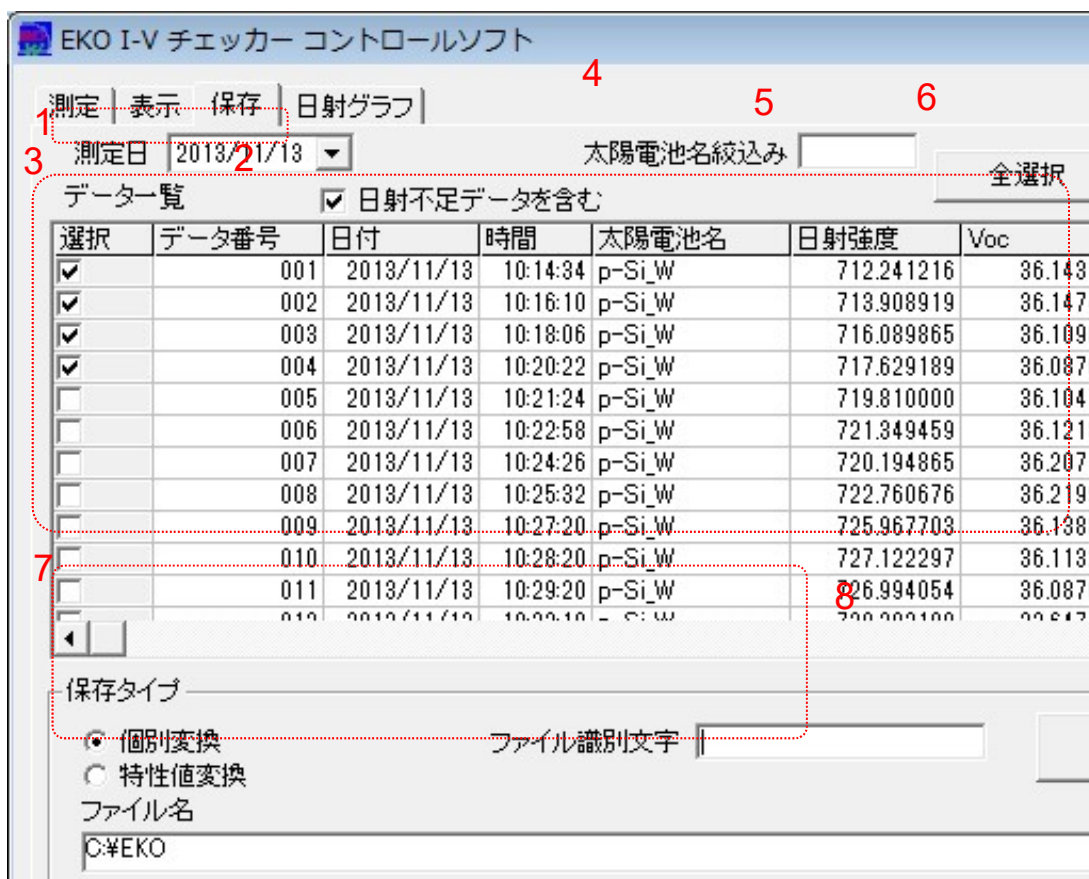 EKO I-V チェッカー コントロールソフト
4
測定 表示 保存 日射グラフ
5
6
1
測定日 2013/11/13
2
太陽電池名絞込み
3
全選択
データ一覧
日射不足データを含む
選択 データ番号 日付 時間 太陽電池名 日射強度 Voc
001 2013/11/13 10:14:34 p-Si_W 712.241216 36.143
002 2013/11/13 10:16:10 p-Si_W 713.908919 36.147
003 2013/11/13 10:18:06 p-Si_W 716.089865 36.109
004 2013/11/13 10:20:22 p-Si_W 717.629189 36.087
005 2013/11/13 10:21:24 p-Si_W 719.810000 36.104
006 2013/11/13 10:22:58 p-Si_W 721.349459 36.121
007 2013/11/13 10:24:26 p-Si_W 720.194865 36.207
008 2013/11/13 10:25:32 p-Si_W 722.760676 36.219
009 2013/11/13 10:27:20 p-Si_W 725.967703 36.138
010 2013/11/13 10:28:20 p-Si_W 727.122297 36.113
7
011 2013/11/13 10:29:20 p-Si_W 726.994054 36.087
8
保存タイプ
個別変換
ファイル識別文字
特性値変換
ファイル名
C:¥EKO